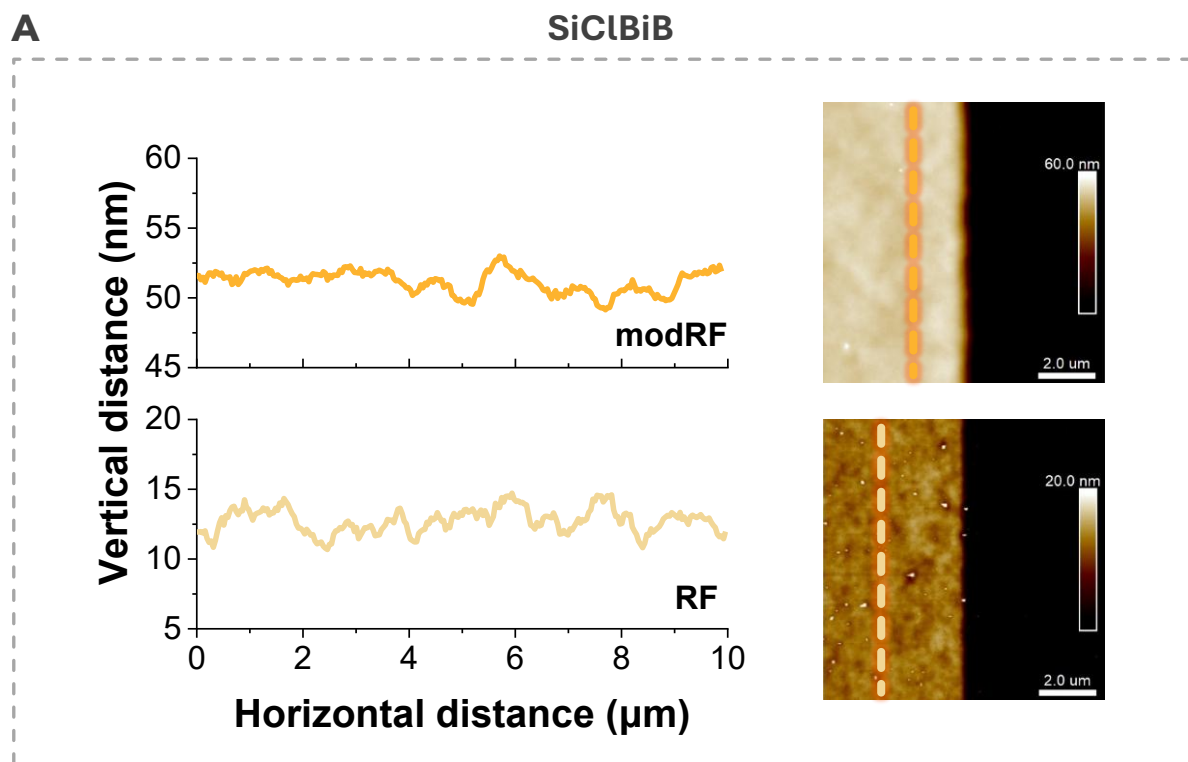 A
SiClBiB
Vertical distance (nm)
60
55
50
45
modRF
20
15
10
5
RF
0 2 4 6 8 10
Horizontal distance (µm)
60.0 nm
2.0 um
20.0 nm
2.0 um